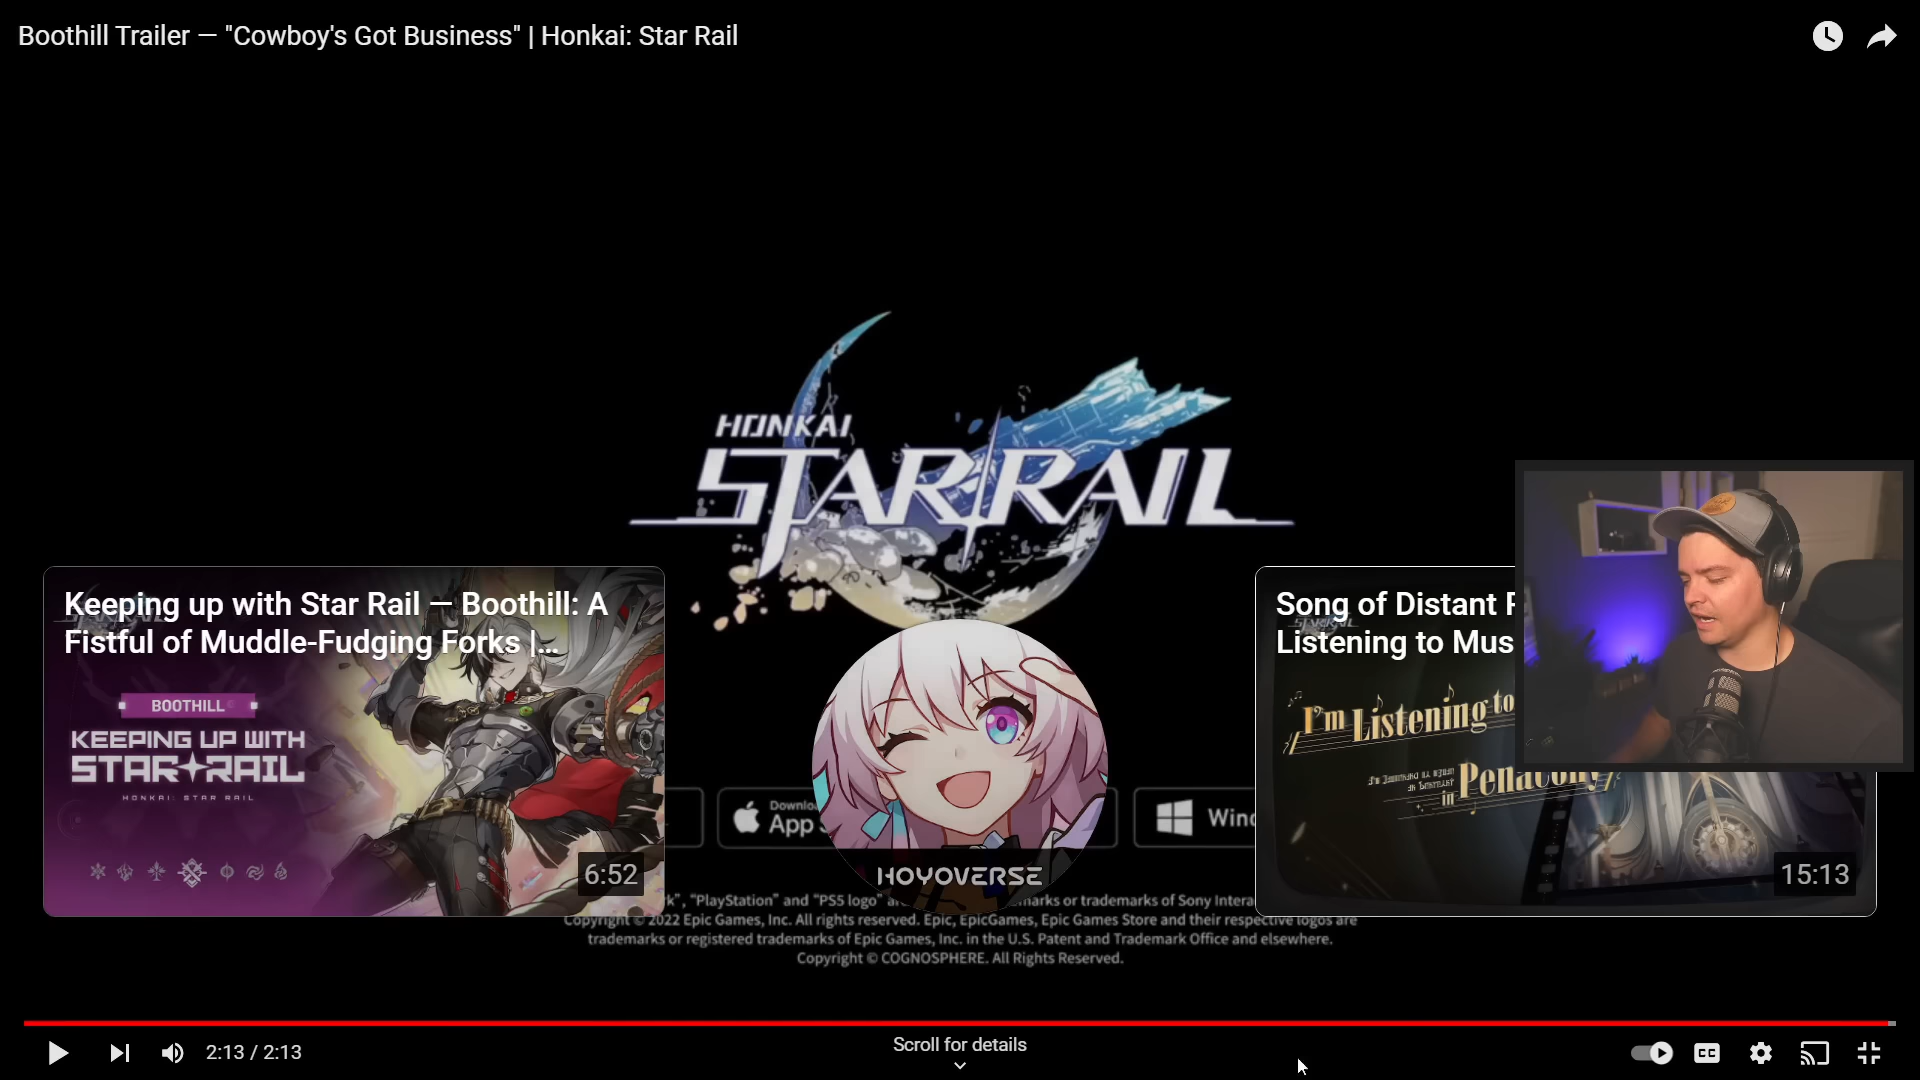 Boothill Trailer — "Cowboy's Got Business" | Honkai: Star Rail
HONKAI
STAR RAIL
Keeping up with Star Rail — Boothill: A
Fistful of Muddle-Fudging Forks |...
BOOTHILL
KEEPING UP WITH
STAR RAIL
HONKAI: STAR RAIL
6:52
Song of Distant
Listening to Mus
I'm Listening to
in Penacony
15:13
App
HOYOVERSE
"PlayStation" and "PS5 logo"
marks or trademarks of Sony
Copyright © 2022 Epic Games, Inc. All rights reserved. Epic, EpicGames, Epic Games Store and their respective logos are
trademarks or registered trademarks of Epic Games, Inc. in the U.S. Patent and Trademark Office and elsewhere.
Copyright © COGNOSPHERE. All Rights Reserved.
2:13 / 2:13
Scroll for details
CC